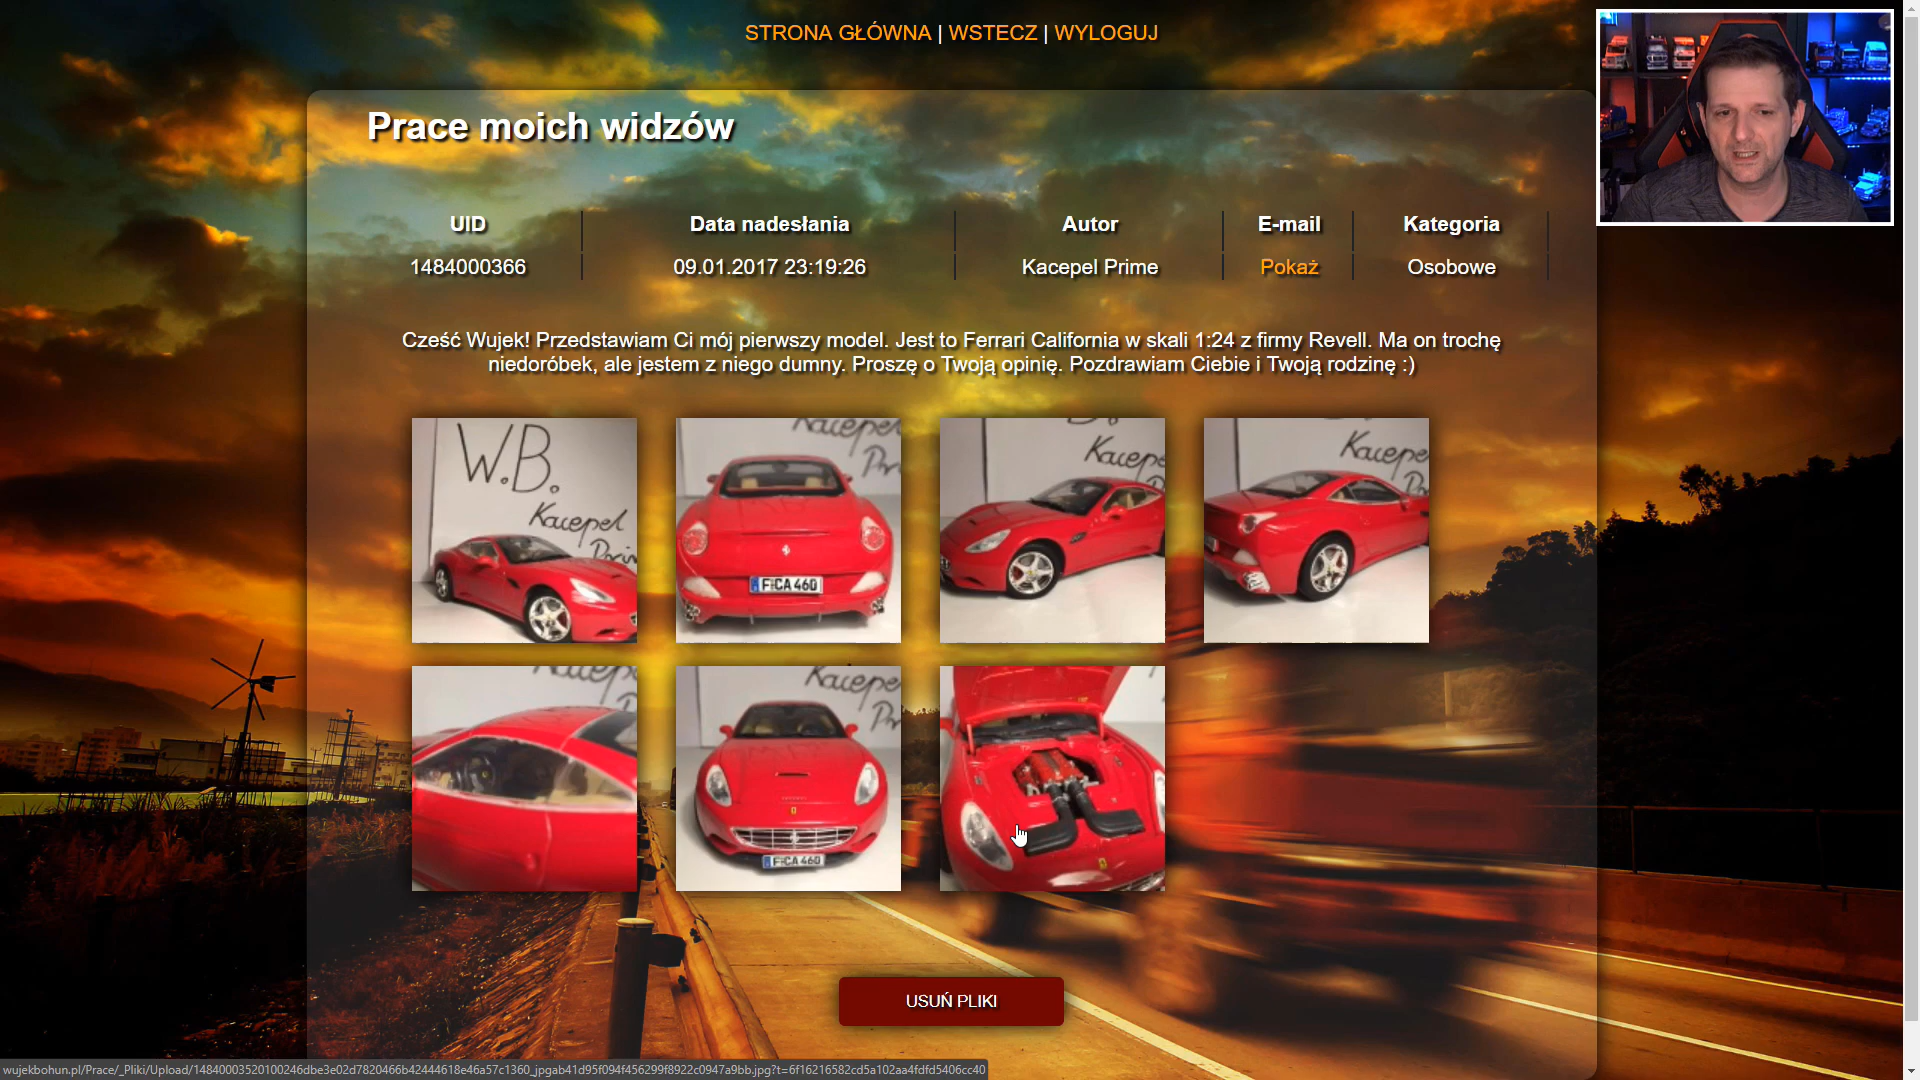 STRONA GŁÓWNA | WSTECZ | WYLOGUJ
Prace moich widzów
UID Data nadesłania Autor E-mail Kategoria
1484000366 09.01.2017 23:19:26 Kacepel Prime Pokaż Osobowe
Cześć Wujek! Przedstawiam Ci mój pierwszy model. Jest to Ferrari California w skali 1:24 z firmy Revell. Ma on trochę
niedoróbek, ale jestem z niego dumny. Proszę o Twoją opinię. Pozdrawiam Ciebie i Twoją rodzinę :)
W.B.
Kacepel
F CA 460
Kacepe
Kacepe
Kacepe
F CA 460
USUŃ PLIKI
wujekbohun.pl/Prace/_Pliki/Upload/14840003520100246dbe3e02d7820466b42444618e46a57c1360_jpgab41d95f094f456299f8922c0947a9bb.jpg?t=6f16216582cd5a102aa4fdfd5406cc40